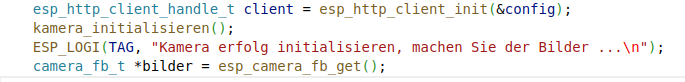 esp_http_client_handle_t client = esp_http_client_init(&config);
kamera_initialisieren();
ESP_LOGI(TAG, "Kamera erfolg initialisieren, machen Sie der Bilder ...\n");
camera_fb_t *bilder = esp_camera_fb_get();